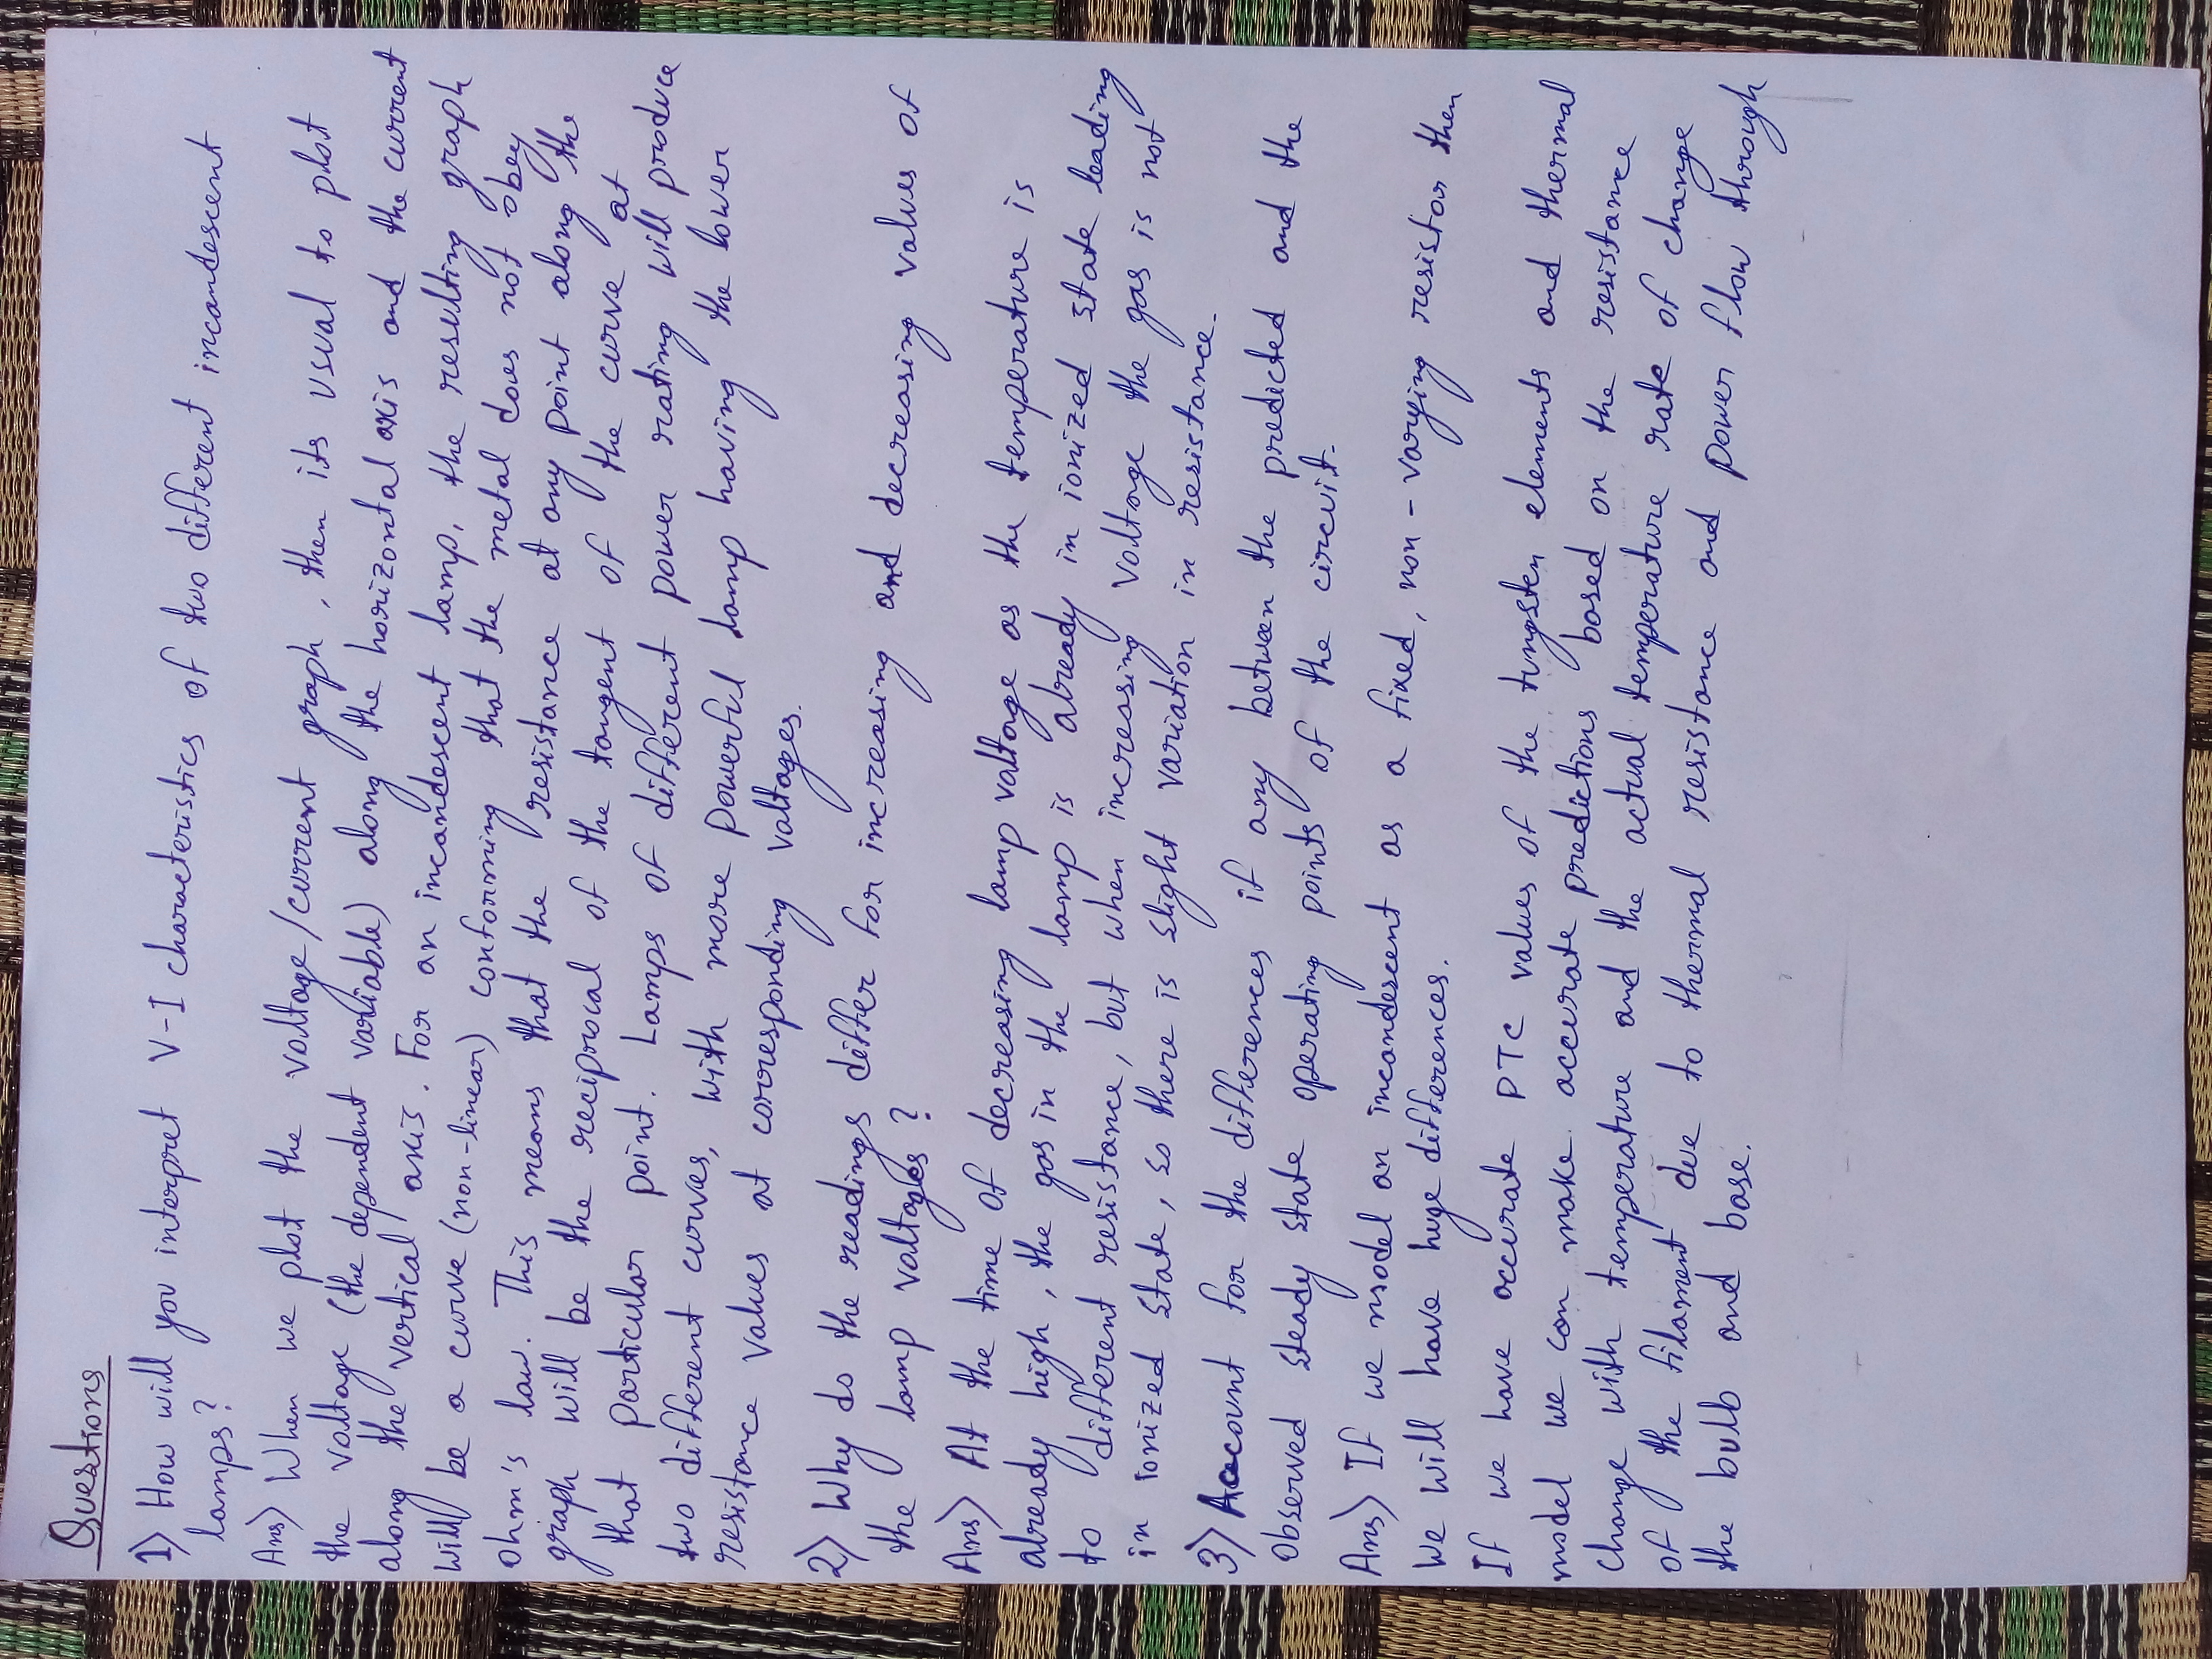 Questions
1) How will you interpret V-I characteristics of two different incandescent
lamps?
Ans) When we plot the voltage/current graph, then its usual to plot
the voltage (the dependent variable) along the horizontal axis and the current
along the vertical axis. For an incandescent lamp, the resulting graph
will be a curve (non-linear) conforming that the metal does not obey
ohm's law. This means that the resistance at any point along the
graph will be the reciprocal of the tangent of the curve at
that particular point. Lamps of different power rating will produce
two different curves, with more powerful lamp having the lower
resistance values at corresponding voltages.
2) Why do the readings differ for increasing and decreasing values of
the lamp voltages?
Ans) At the time of decreasing lamp voltage as the temperature is
already high, the gas in the lamp is already in ionized state leading
to different resistance, but when increasing voltage the gas is not
in ionized state, so there is slight variation in resistance.
3) Account for the differences if any between the predicted and the
observed steady state operating points of the circuit.
Ans) If we model an incandescent as a fixed, non-varying resistor then
we will have huge differences.
If we have accurate PTC values of the tungsten elements and thermal
model we can make accurate predictions based on the resistance
change with temperature and the actual temperature rate of change
of the filament due to thermal resistance and power flow through
the bulb and base.